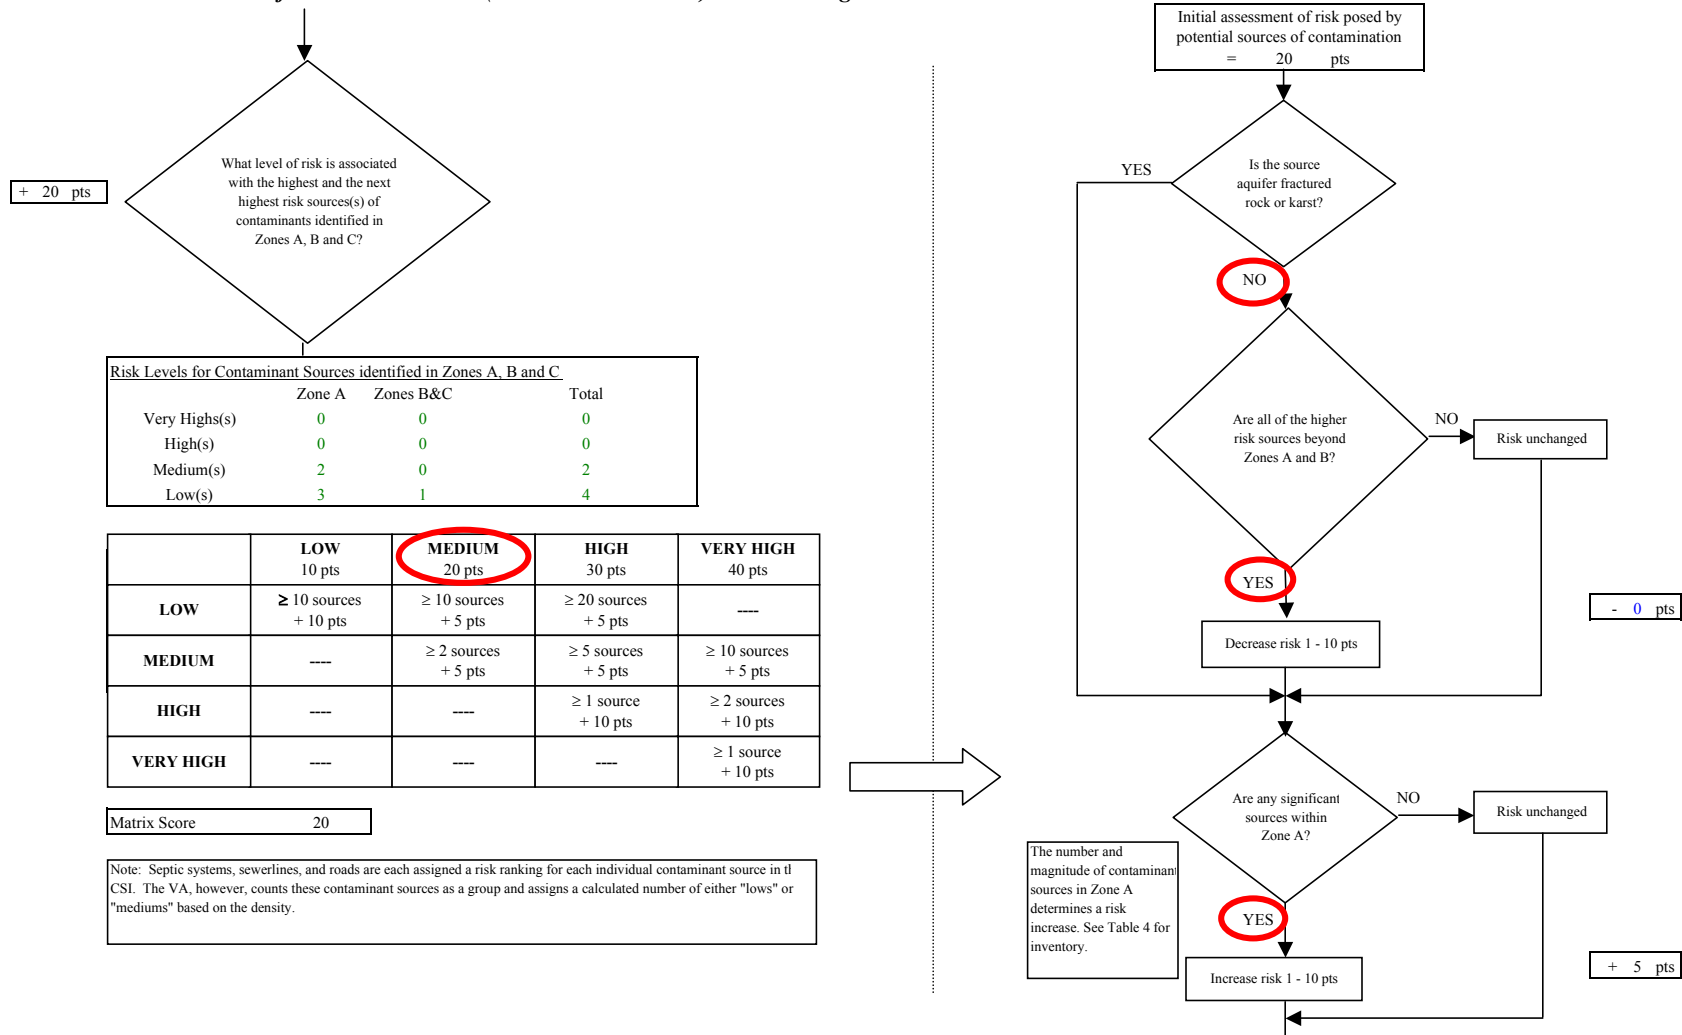 What level of risk is associated
with the highest and the next
highest risk sources(s) of
contaminants identified in
Zones A, B and C?
+ 20 pts
Risk Levels for Contaminant Sources identified in Zones A, B and C
Zone A Zones B&C Total
Very Highs(s) 0 0 0
High(s) 0 0 0
Medium(s) 2 0 2
Low(s) 3 1 4
LOW MEDIUM HIGH VERY HIGH
10 pts 20 pts 30 pts 40 pts
LOW ≥ 10 sources ≥ 10 sources ≥ 20 sources ----
+ 10 pts + 5 pts + 5 pts
MEDIUM ---- ≥ 2 sources ≥ 5 sources ≥ 10 sources
+ 5 pts + 5 pts + 5 pts
HIGH ---- ---- ≥ 1 source ≥ 2 sources
+ 10 pts + 10 pts
VERY HIGH ---- ---- ---- ≥ 1 source
+ 10 pts
Matrix Score 20
Note: Septic systems, sewerlines, and roads are each assigned a risk ranking for each individual contaminant source in tl
CSI. The VA, however, counts these contaminant sources as a group and assigns a calculated number of either "lows" or
"mediums" based on the density.
Initial assessment of risk posed by
potential sources of contamination
= 20 pts
Is the source
aquifer fractured
rock or karst?
YES
NO
Are all of the higher
risk sources beyond
Zones A and B?
NO
Risk unchanged
YES
- 0 pts
Decrease risk 1 - 10 pts
Are any significant
sources within
Zone A?
NO
Risk unchanged
The number and
magnitude of contaminant
sources in Zone A
determines a risk
increase. See Table 4 for
inventory.
YES
+ 5 pts
Increase risk 1 - 10 pts